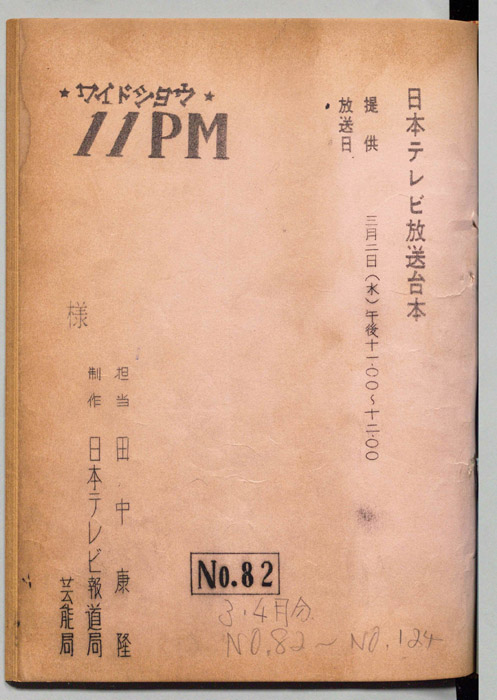 日本テレビ放送台本
提供
放送日 三月二日(水)午後十一.〇〇~十二.〇〇
★ワイドショウ★
11PM
担当 田中康隆
制作 日本テレビ報道局
芸能局
様
No.82
3.4月分
NO.82〜NO.124